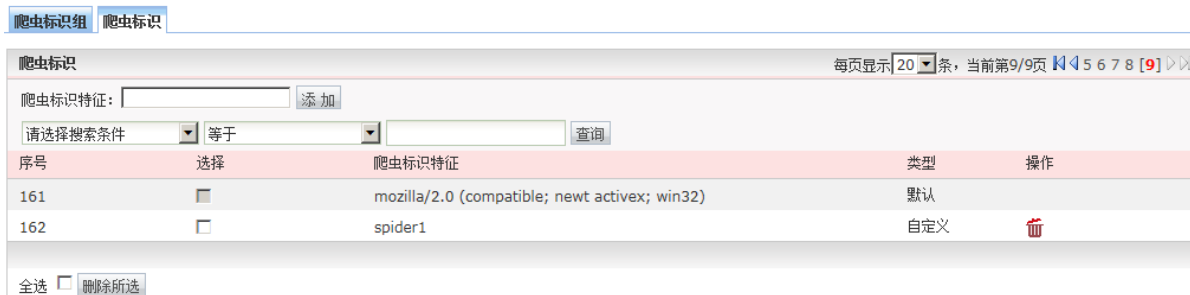 爬虫标识组 爬虫标识
爬虫标识 每页显示 20 条，当前第9/9页 5 6 7 8 [9]
爬虫标识特征： 添 加
请选择搜索条件 等于 查询
序号 选择 爬虫标识特征 类型 操作
161 mozilla/2.0 (compatible; newt activex; win32) 默认
162 spider1 自定义
全选 删除所选